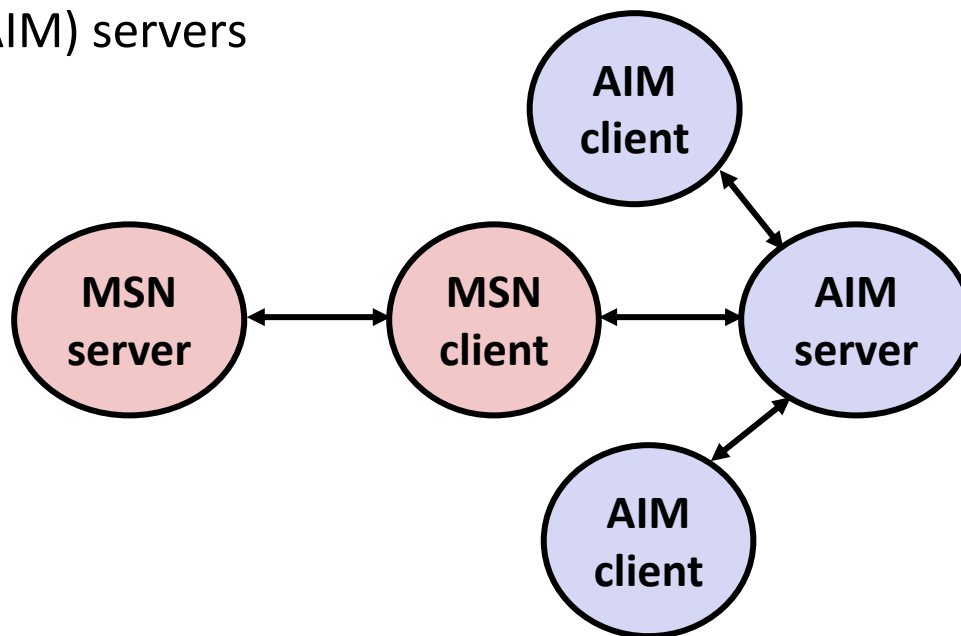 AIM) servers
AIM
client
MSN
server
MSN
client
AIM
server
AIM
client